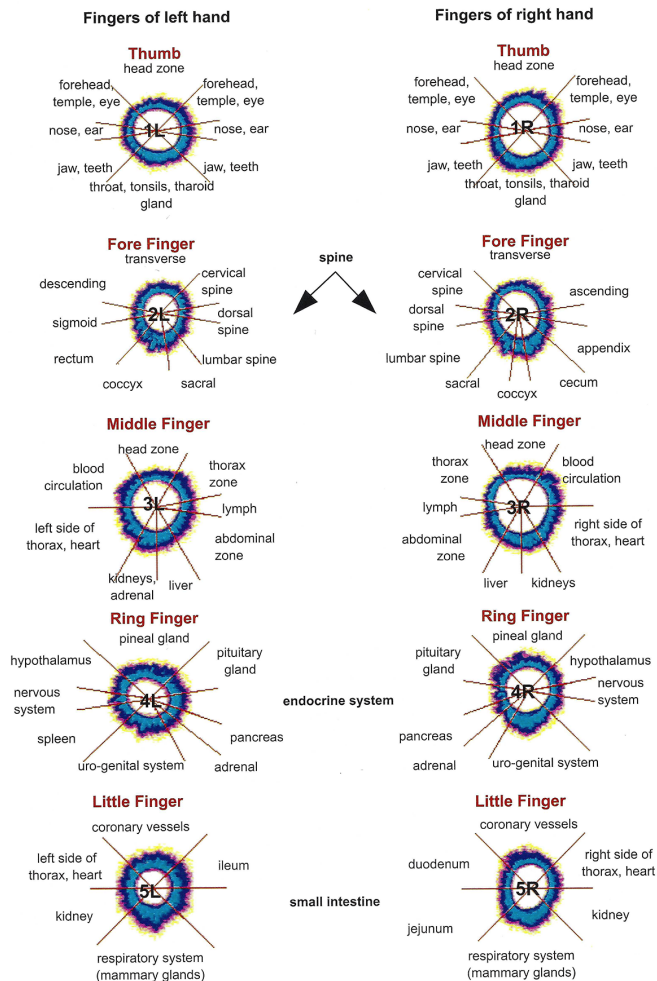 Fingers of left hand
Fingers of right hand
Thumb
head zone
forehead,
temple, eye
forehead,
temple, eye
nose, ear
1L
nose, ear
jaw, teeth
jaw, teeth
throat, tonsils, tharoid
gland
Thumb
head zone
forehead,
temple, eye
forehead,
temple, eye
nose, ear
1R
nose, ear
jaw, teeth
jaw, teeth
throat, tonsils, tharoid
gland
Fore Finger
transverse
descending
cervical
spine
2L
dorsal
spine
sigmoid
rectum
lumbar spine
coccyx
sacral
spine
Fore Finger
transverse
cervical
spine
ascending
dorsal
spine
2R
appendix
lumbar spine
sacral
coccyx
cecum
Middle Finger
head zone
blood
circulation
thorax
zone
3L
lymph
left side of
thorax, heart
abdominal
zone
kidneys,
adrenal
liver
Middle Finger
head zone
thorax
zone
blood
circulation
lymph
3R
right side of
thorax, heart
abdominal
zone
liver
kidneys
Ring Finger
pineal gland
hypothalamus
pituitary
gland
nervous
system
4L
spleen
pancreas
uro-genital system
adrenal
endocrine system
Ring Finger
pineal gland
pituitary
gland
hypothalamus
4R
nervous
system
pancreas
adrenal
uro-genital system
Little Finger
coronary vessels
left side of
thorax, heart
ileum
5L
kidney
respiratory system
(mammary glands)
small intestine
Little Finger
coronary vessels
duodenum
right side of
thorax, heart
5R
jejunum
kidney
respiratory system
(mammary glands)